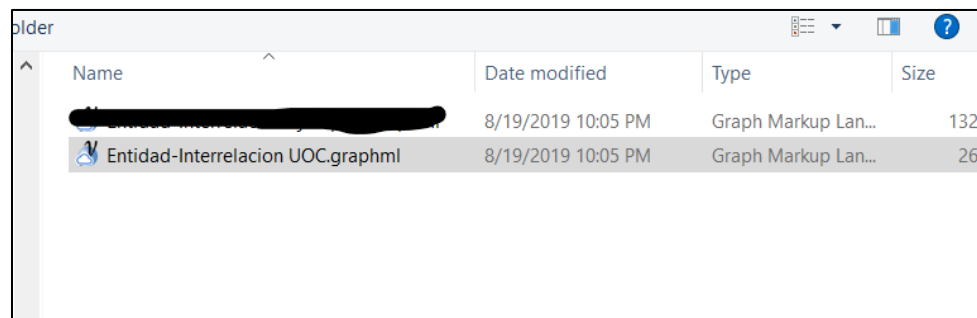 older
Name Date modified Type Size
8/19/2019 10:05 PM Graph Markup Lan... 132
Entidad-Interrelacion UOC.graphml 8/19/2019 10:05 PM Graph Markup Lan... 26